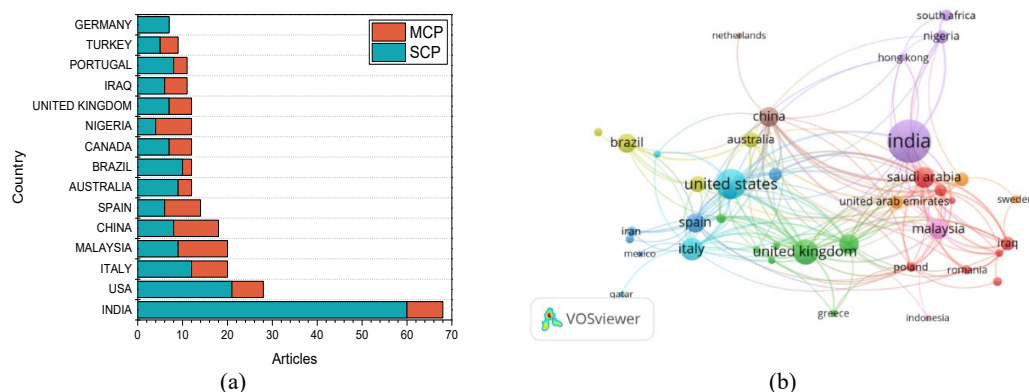 GERMANY
TURKEY
PORTUGAL
IRAQ
UNITED KINGDOM
NIGERIA
CANADA
BRAZIL
AUSTRALIA
SPAIN
CHINA
MALAYSIA
ITALY
USA
INDIA
Country
MCP
SCP
0 10 20 30 40 50 60 70
Articles
(a)
south africa
netherlands
nigeria
hong kong
china
brazil
australia
india
united states
saudi arabia
united arab emirates
sweden
spain
iran
malaysia
italy
united kingdom
iraq
mexico
poland
romania
qatar
greece
indonesia
VOSviewer
(b)